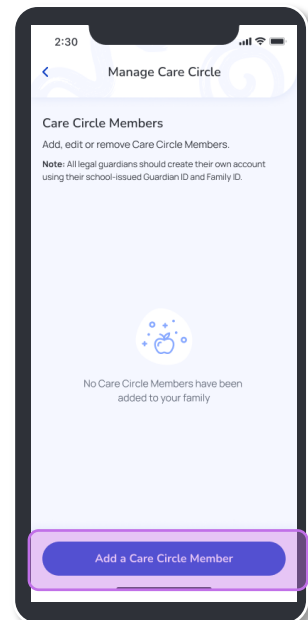 2:30
Manage Care Circle
Care Circle Members
Add, edit or remove Care Circle Members.
Note: All legal guardians should create their own account
using their school-issued Guardian ID and Family ID.
No Care Circle Members have been
added to your family
Add a Care Circle Member